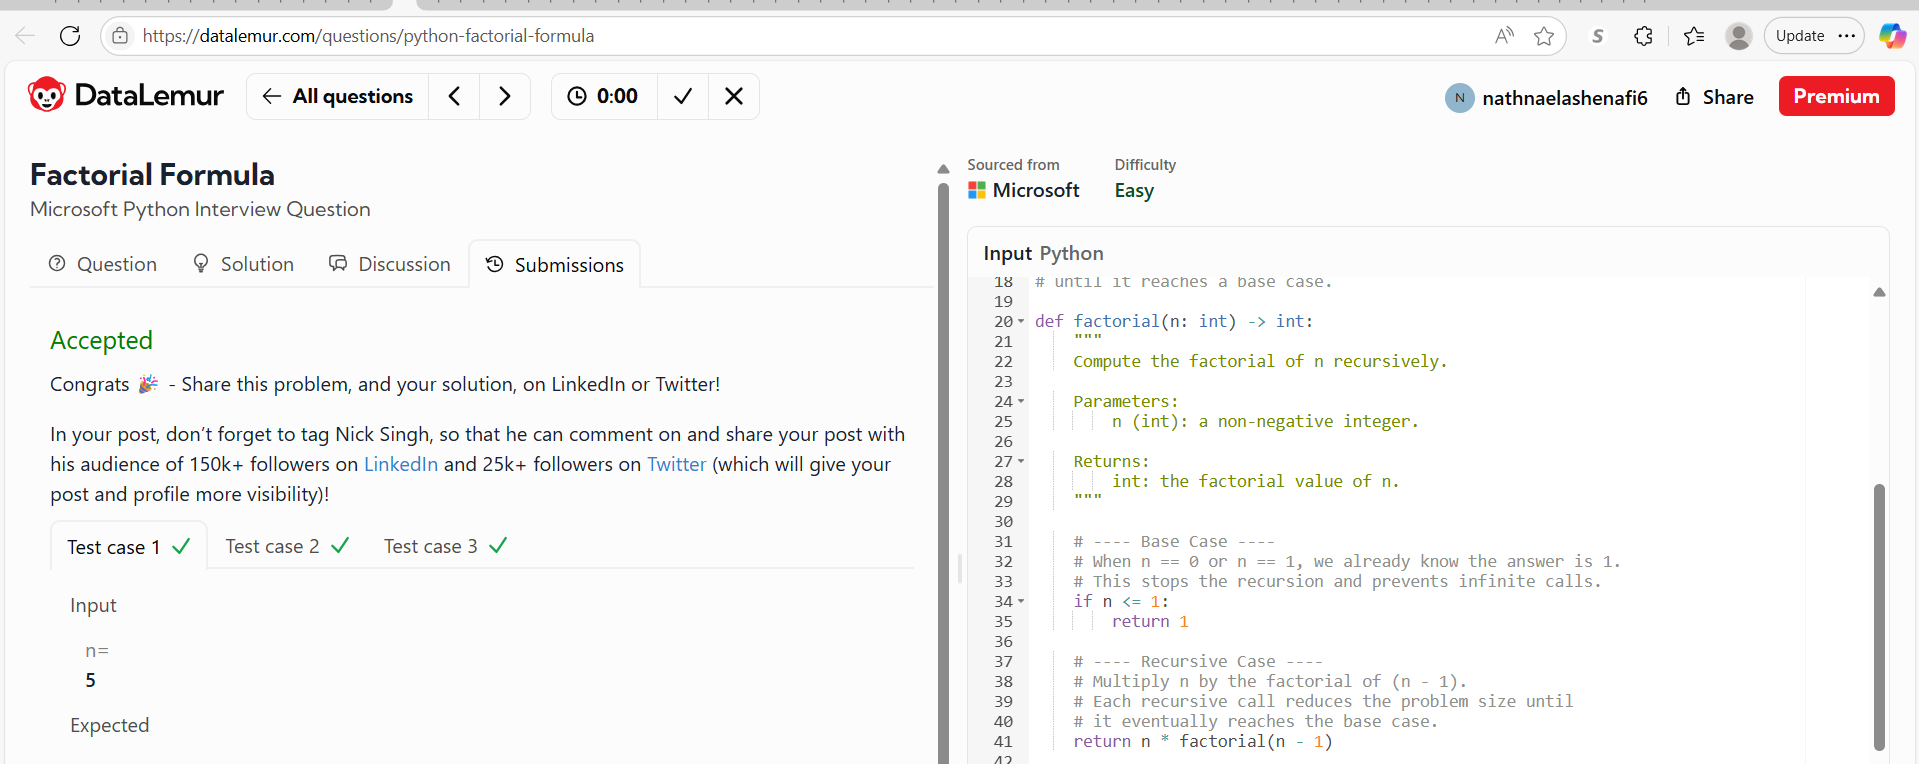 https://datalemur.com/questions/python-factorial-formula
Update
DataLemur
All questions
0:00
N
nathnaelashenafi6
Share
Premium
Factorial Formula
Microsoft Python Interview Question
Question
Solution
Discussion
Submissions
Accepted
Congrats 🎉 - Share this problem, and your solution, on LinkedIn or Twitter!
In your post, don't forget to tag Nick Singh, so that he can comment on and share your post with
his audience of 150k+ followers on LinkedIn and 25k+ followers on Twitter (which will give your
post and profile more visibility)!
Test case 1
Test case 2
Test case 3
Input
n=
5
Expected
Sourced from
Microsoft
Difficulty
Easy
Input Python
18 # until it reaches a base case.
19
20 def factorial(n: int) -> int:
21 """
22 Compute the factorial of n recursively.
23
24 Parameters:
25 n (int): a non-negative integer.
26
27 Returns:
28 int: the factorial value of n.
29 """
30
31 # ---- Base Case ----
32 # When n == 0 or n == 1, we already know the answer is 1.
33 # This stops the recursion and prevents infinite calls.
34 if n <= 1:
35 return 1
36
37 # ---- Recursive Case ----
38 # Multiply n by the factorial of (n - 1).
39 # Each recursive call reduces the problem size until
40 # it eventually reaches the base case.
41 return n * factorial(n - 1)
42